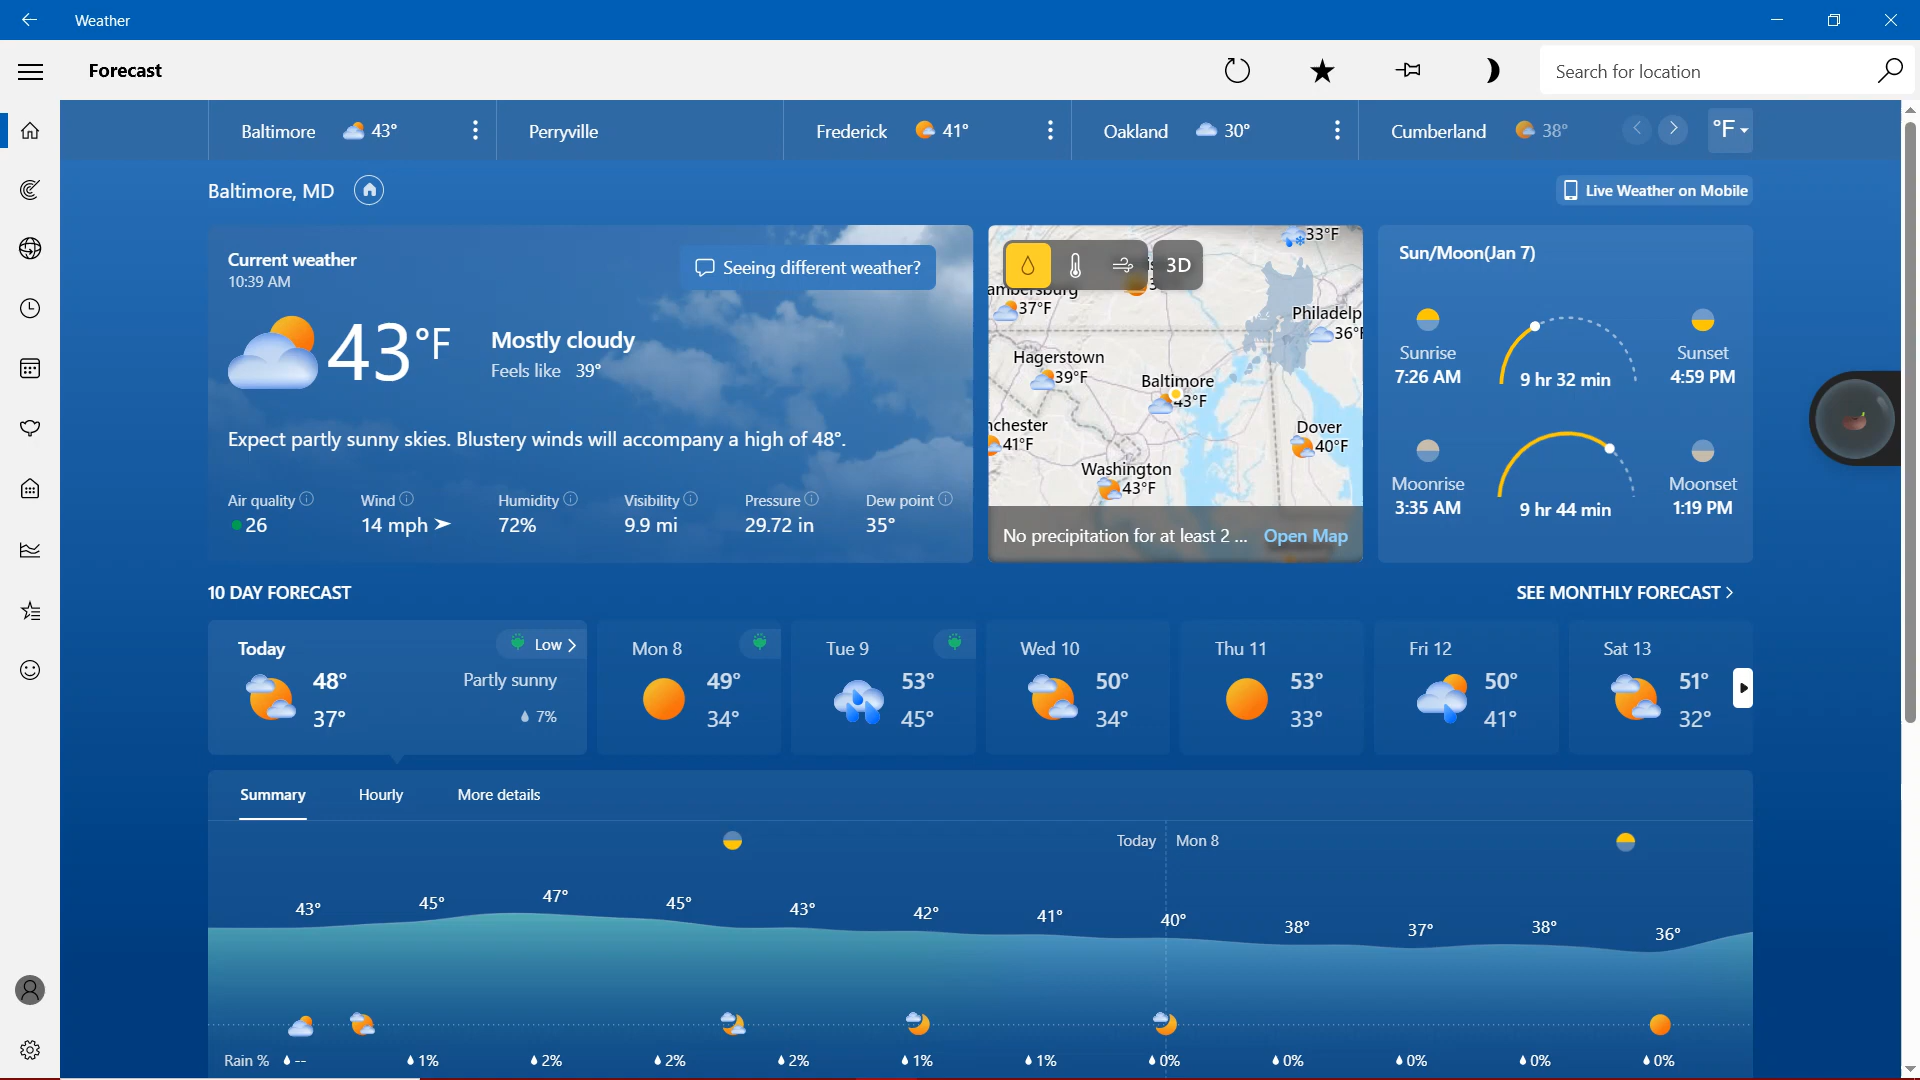 Weather
Forecast
Search for location
Baltimore 43°
Perryville
Frederick 41°
Oakland 30°
Cumberland 38°
°F
Baltimore, MD
Live Weather on Mobile
Current weather
10:39 AM
Seeing different weather?
43°F
Mostly cloudy
Feels like 39°
Expect partly sunny skies. Blustery winds will accompany a high of 48°.
Air quality
26
Wind
14 mph
Humidity
72%
Visibility
9.9 mi
Pressure
29.72 in
Dew point
35°
33°F
3D
37°F
Philadelp
36°F
Hagerstown
39°F
Baltimore
43°F
nchester
41°F
Dover
40°F
Washington
43°F
No precipitation for at least 2 ...
Open Map
Sun/Moon(Jan 7)
Sunrise
7:26 AM
9 hr 32 min
Sunset
4:59 PM
Moonrise
3:35 AM
9 hr 44 min
Moonset
1:19 PM
10 DAY FORECAST
SEE MONTHLY FORECAST
Today
Low
48°
37°
Partly sunny
7%
Mon 8
49°
34°
Tue 9
53°
45°
Wed 10
50°
34°
Thu 11
53°
33°
Fri 12
50°
41°
Sat 13
51°
32°
Summary
Hourly
More details
Today
Mon 8
43° 45° 47° 45° 43° 42° 41° 40° 38° 37° 38° 36°
Rain % -- 1% 2% 2% 2% 1% 1% 0% 0% 0% 0% 0%